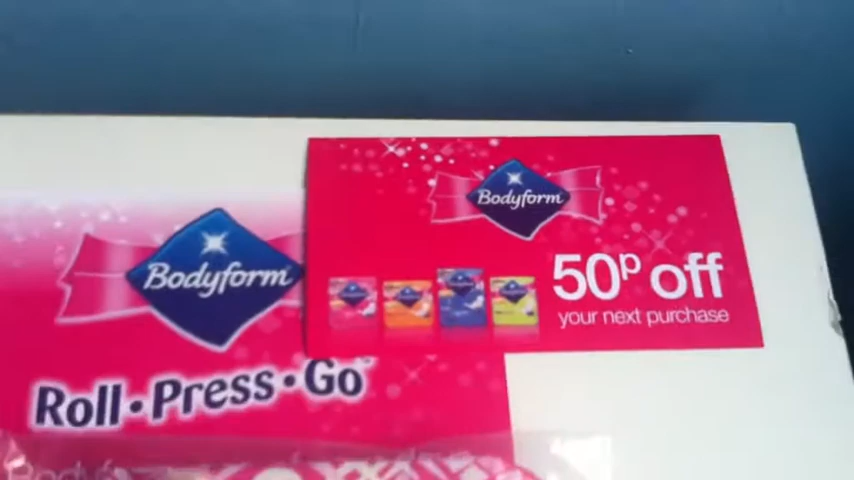 Bodyform
50p off
your next purchase
Bodyform
Roll·Press·Go